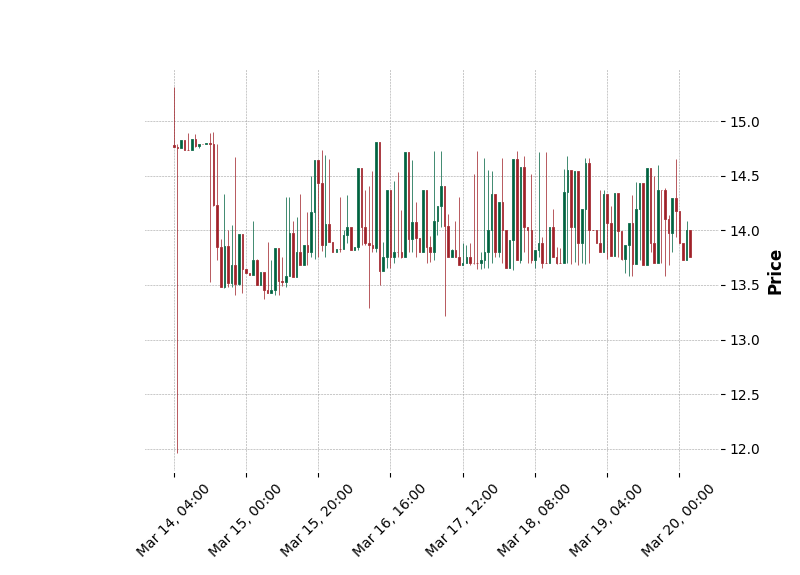 15.0
14.5
14.0
13.5
13.0
12.5
12.0
Price
Mar 14, 04:00
Mar 15, 00:00
Mar 15, 20:00
Mar 16, 16:00
Mar 17, 12:00
Mar 18, 08:00
Mar 19, 04:00
Mar 20, 00:00